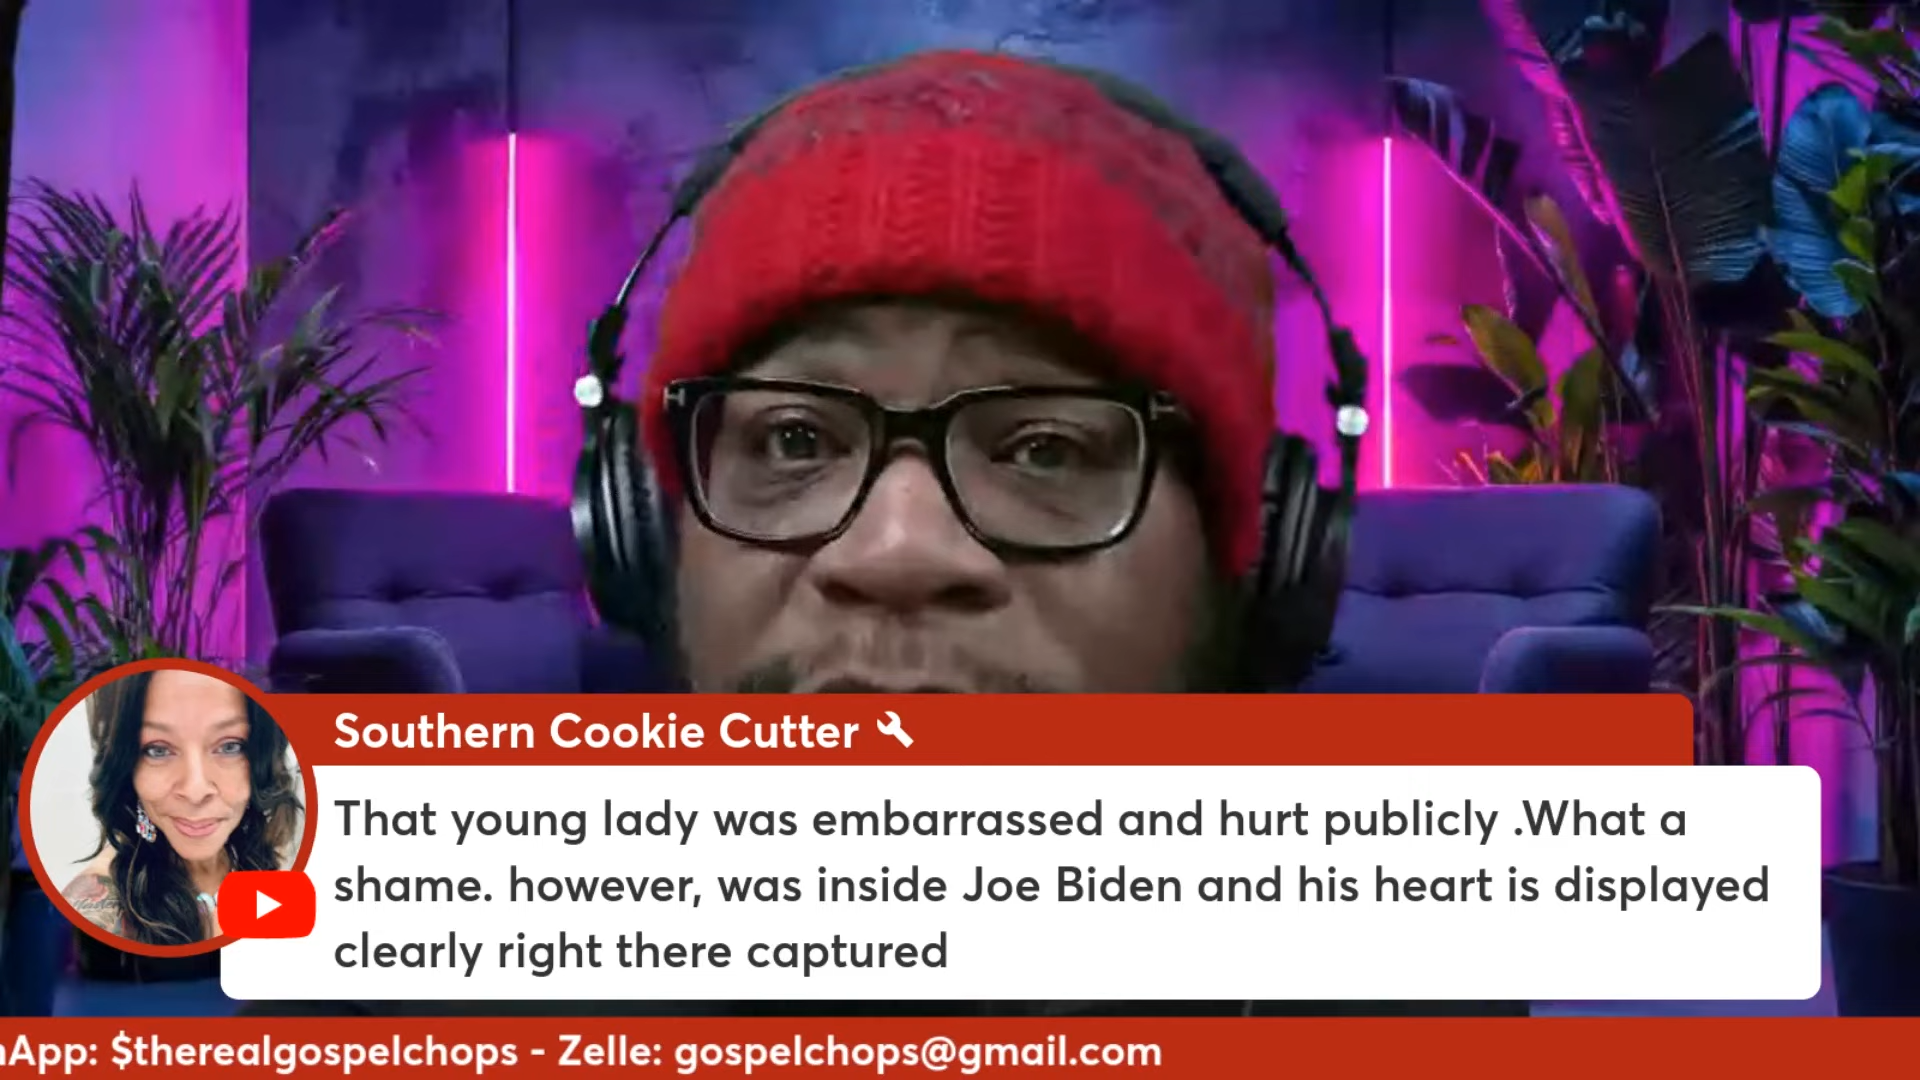 Southern Cookie Cutter
That young lady was embarrassed and hurt publicly .What a
shame. however, was inside Joe Biden and his heart is displayed
clearly right there captured
App: $therealgospelchops - Zelle: gospelchops@gmail.com